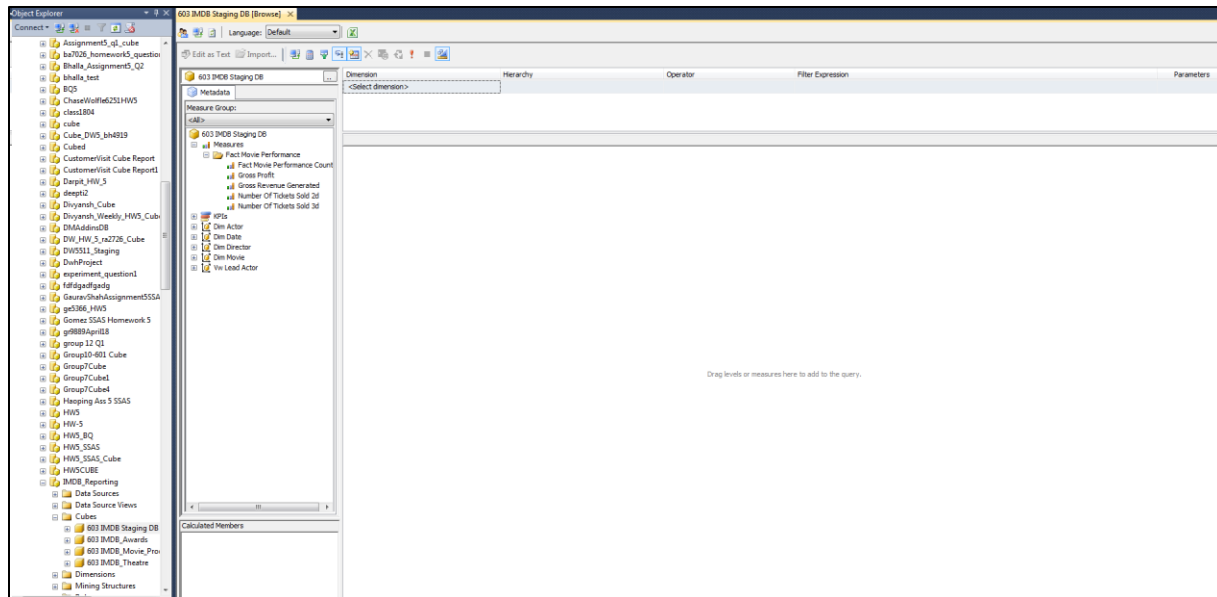 Object Explorer
Connect
Assignment5_q1_cube
ba7026_homework5_question
Bhalla_Assignment5_Q2
bhalla_test
BQ5
ChaseWolfle6251HW5
class1804
cube
Cube_DW5_bh4919
Cubed
CustomerVisit Cube Report
CustomerVisit Cube Report1
Darpit_HW_5
deepti2
Divyansh_Cube
Divyansh_Weekly_HW5_Cube
DMAddinsDB
DW_HW_5_ra2726_Cube
DW5511_Staging
DwhProject
experiment_question1
fdfdgadfgadg
GauravShahAssignment5SSA
ge5366_HW5
Gomez SSAS Homework 5
gr9889April18
group 12 Q1
Group10-601 Cube
Group7Cube
Group7Cube1
Group7Cube4
Haoping Ass 5 SSAS
HW5
HW-5
HW5_BQ
HW5_SSAS
HW5_SSAS_Cube
HW5CUBE
IMDB_Reporting
Data Sources
Data Source Views
Cubes
603 IMDB Staging DB
603 IMDB_Awards
603 IMDB_Movie_Pro
603 IMDB_Theatre
Dimensions
Mining Structures
603 IMDB Staging DB [Browse]
Language: Default
Edit as Text Import...
603 IMDB Staging DB ...
Metadata
Measure Group:
<All>
603 IMDB Staging DB
Measures
Fact Movie Performance
Fact Movie Performance Count
Gross Profit
Gross Revenue Generated
Number Of Tickets Sold 2d
Number Of Tickets Sold 3d
KPIs
Dim Actor
Dim Date
Dim Director
Dim Movie
Vw Lead Actor
Calculated Members
Dimension Hierarchy Operator Filter Expression Parameters
<Select dimension>
Drag levels or measures here to add to the query.